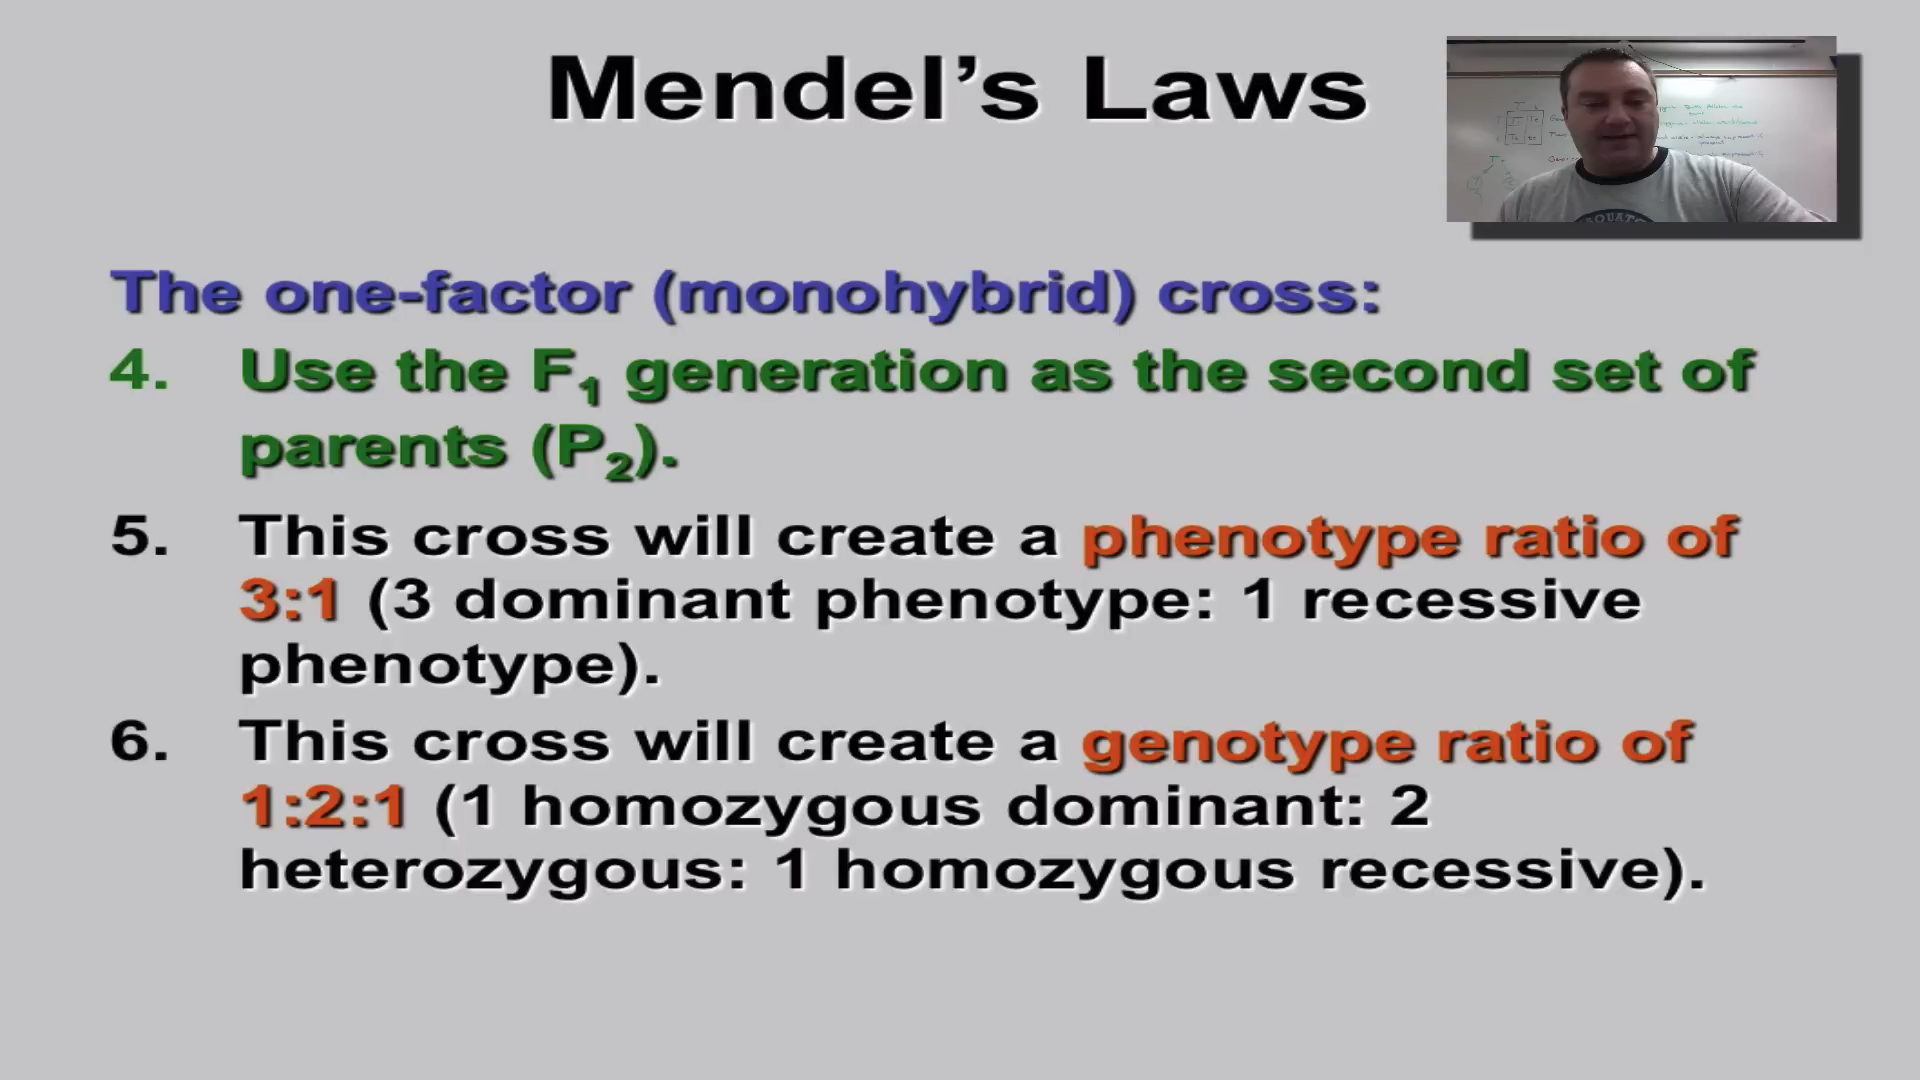 Mendel’s Laws
The one-factor (monohybrid) cross:
4. Use the F₁ generation as the second set of
parents (P₂).
5. This cross will create a phenotype ratio of
3:1 (3 dominant phenotype: 1 recessive
phenotype).
6. This cross will create a genotype ratio of
1:2:1 (1 homozygous dominant: 2
heterozygous: 1 homozygous recessive).